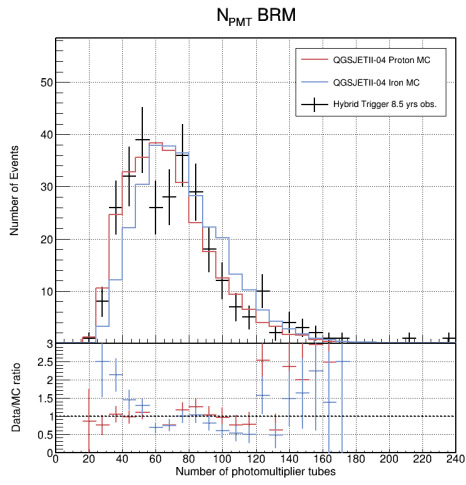 N_PMT BRM
QGSJETII-04 Proton MC
QGSJETII-04 Iron MC
Hybrid Trigger 8.5 yrs obs.
Number of Events
50
40
30
20
10
3
2.5
2
1.5
1
0.5
0
Data/MC ratio
0 20 40 60 80 100 120 140 160 180 200 220 240
Number of photomultiplier tubes